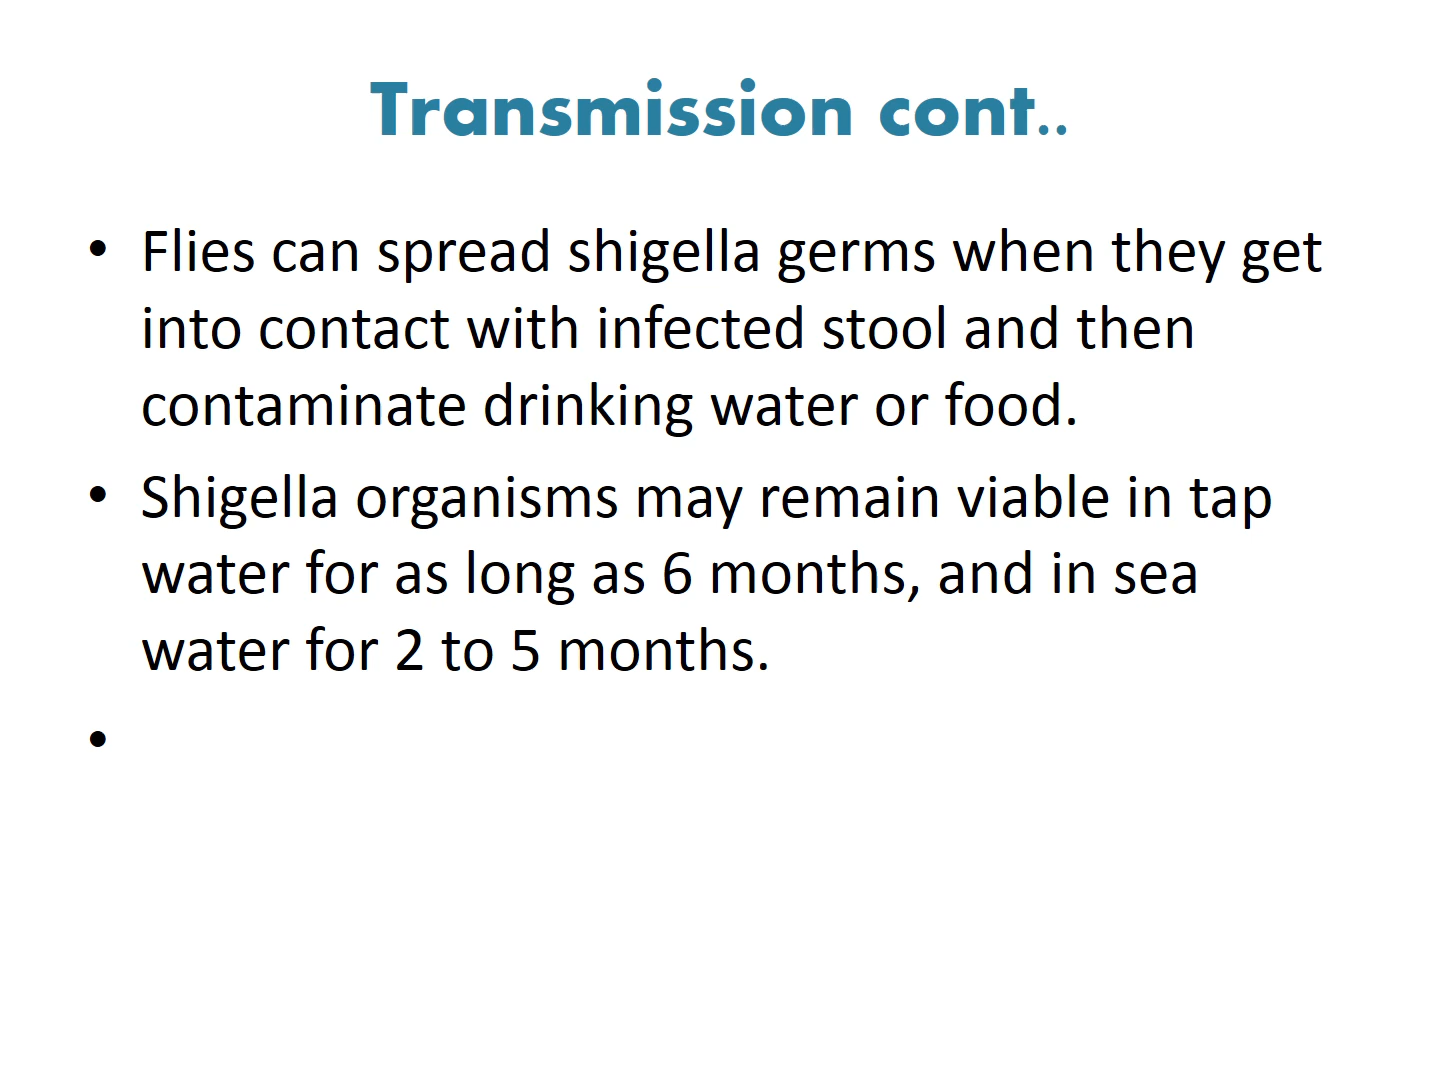 Transmission cont..
• Flies can spread shigella germs when they get
into contact with infected stool and then
contaminate drinking water or food.
• Shigella organisms may remain viable in tap
water for as long as 6 months, and in sea
water for 2 to 5 months.
•